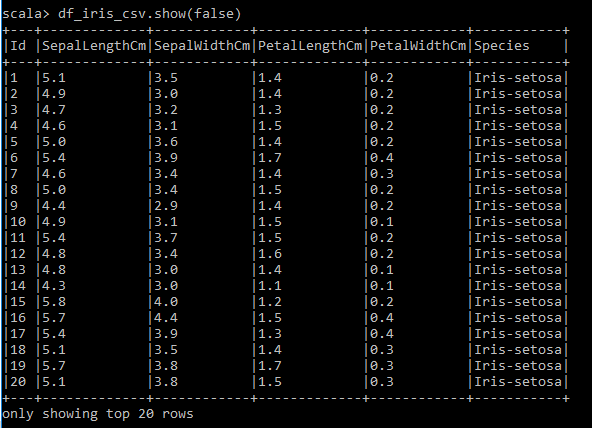 scala> df_iris_csv.show(false)
+---+-------------+------------+-------------+------------+-----------+
|Id |SepalLengthCm|SepalWidthCm|PetalLengthCm|PetalWidthCm|Species    |
+---+-------------+------------+-------------+------------+-----------+
|1  |5.1          |3.5         |1.4          |0.2         |Iris-setosa|
|2  |4.9          |3.0         |1.4          |0.2         |Iris-setosa|
|3  |4.7          |3.2         |1.3          |0.2         |Iris-setosa|
|4  |4.6          |3.1         |1.5          |0.2         |Iris-setosa|
|5  |5.0          |3.6         |1.4          |0.2         |Iris-setosa|
|6  |5.4          |3.9         |1.7          |0.4         |Iris-setosa|
|7  |4.6          |3.4         |1.4          |0.3         |Iris-setosa|
|8  |5.0          |3.4         |1.5          |0.2         |Iris-setosa|
|9  |4.4          |2.9         |1.4          |0.2         |Iris-setosa|
|10 |4.9          |3.1         |1.5          |0.1         |Iris-setosa|
|11 |5.4          |3.7         |1.5          |0.2         |Iris-setosa|
|12 |4.8          |3.4         |1.6          |0.2         |Iris-setosa|
|13 |4.8          |3.0         |1.4          |0.1         |Iris-setosa|
|14 |4.3          |3.0         |1.1          |0.1         |Iris-setosa|
|15 |5.8          |4.0         |1.2          |0.2         |Iris-setosa|
|16 |5.7          |4.4         |1.5          |0.4         |Iris-setosa|
|17 |5.4          |3.9         |1.3          |0.4         |Iris-setosa|
|18 |5.1          |3.5         |1.4          |0.3         |Iris-setosa|
|19 |5.7          |3.8         |1.7          |0.3         |Iris-setosa|
|20 |5.1          |3.8         |1.5          |0.3         |Iris-setosa|
+---+-------------+------------+-------------+------------+-----------+
only showing top 20 rows